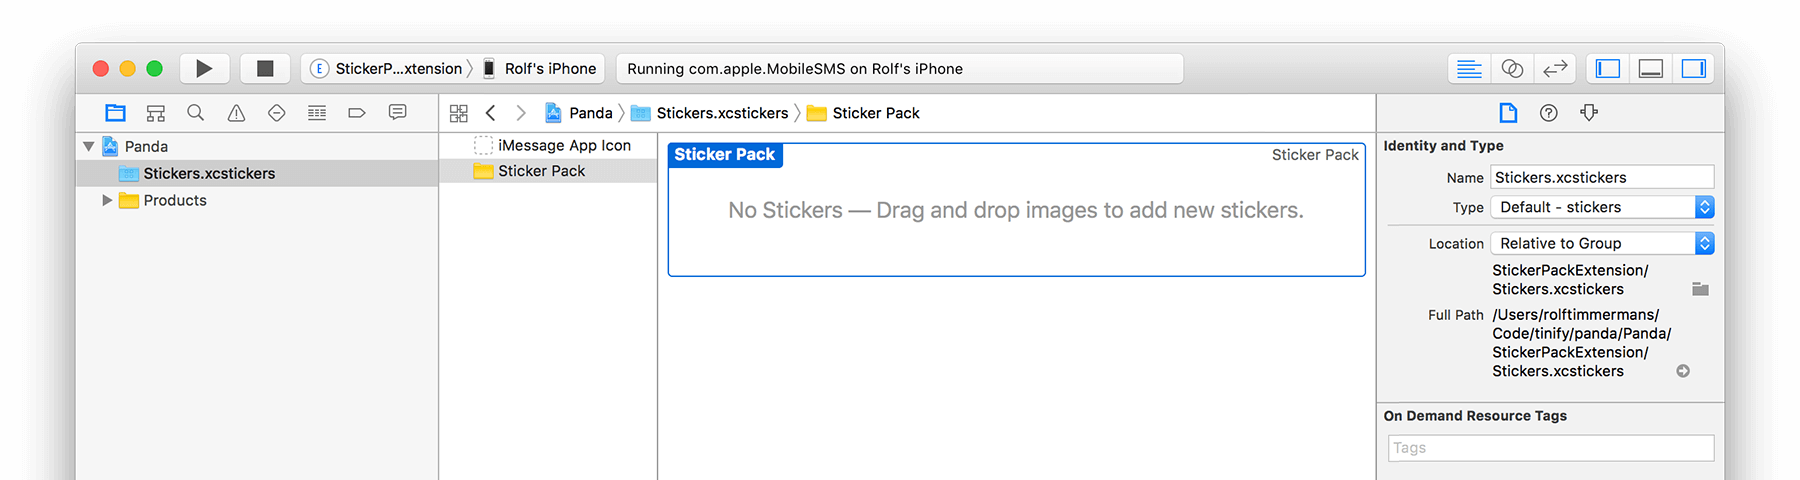 E StickerP...xtension Rolf's iPhone
Running com.apple.MobileSMS on Rolf's iPhone
Panda Stickers.xcstickers Sticker Pack
Panda
Stickers.xcstickers
Products
iMessage App Icon
Sticker Pack
Sticker Pack
Sticker Pack
No Stickers — Drag and drop images to add new stickers.
Identity and Type
Name Stickers.xcstickers
Type Default - stickers
Location Relative to Group
StickerPackExtension/
Stickers.xcstickers
Full Path /Users/rolftimmermans/
Code/tinify/panda/Panda/
StickerPackExtension/
Stickers.xcstickers
On Demand Resource Tags
Tags